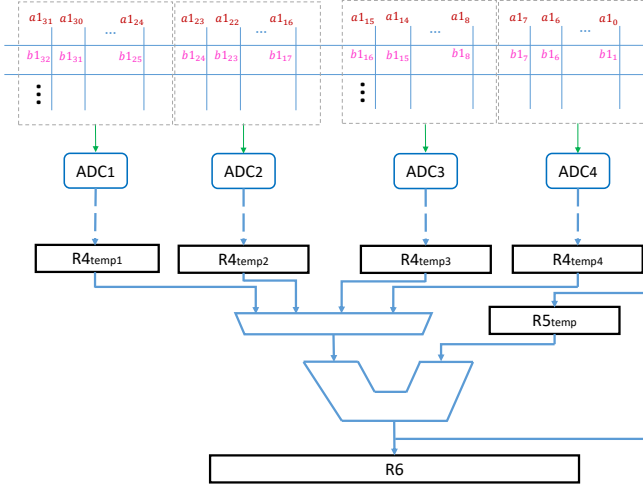 a1₃₁ a1₃₀ ... a1₂₄ a1₂₃ a1₂₂ ... a1₁₆ a1₁₅ a1₁₄ ... a1₈ a1₇ a1₆ ... a1₀
b1₃₂ b1₃₁ b1₂₅ b1₂₄ b1₂₃ b1₁₇ b1₁₆ b1₁₅ b1₈ b1₇ b1₆ b1₁
ADC1 ADC2 ADC3 ADC4
R4temp1 R4temp2 R4temp3 R4temp4
R5temp
R6